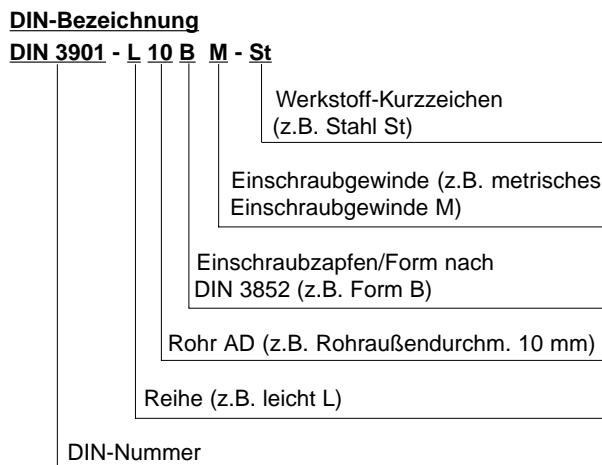 DIN-Bezeichnung
DIN 3901 - L 10 B M - St
Werkstoff-Kurzzeichen
(z.B. Stahl St)
Einschraubgewinde (z.B. metrisches
Einschraubgewinde M)
Einschraubzapfen/Form nach
DIN 3852 (z.B. Form B)
Rohr AD (z.B. Rohraußendurchm. 10 mm)
Reihe (z.B. leicht L)
DIN-Nummer